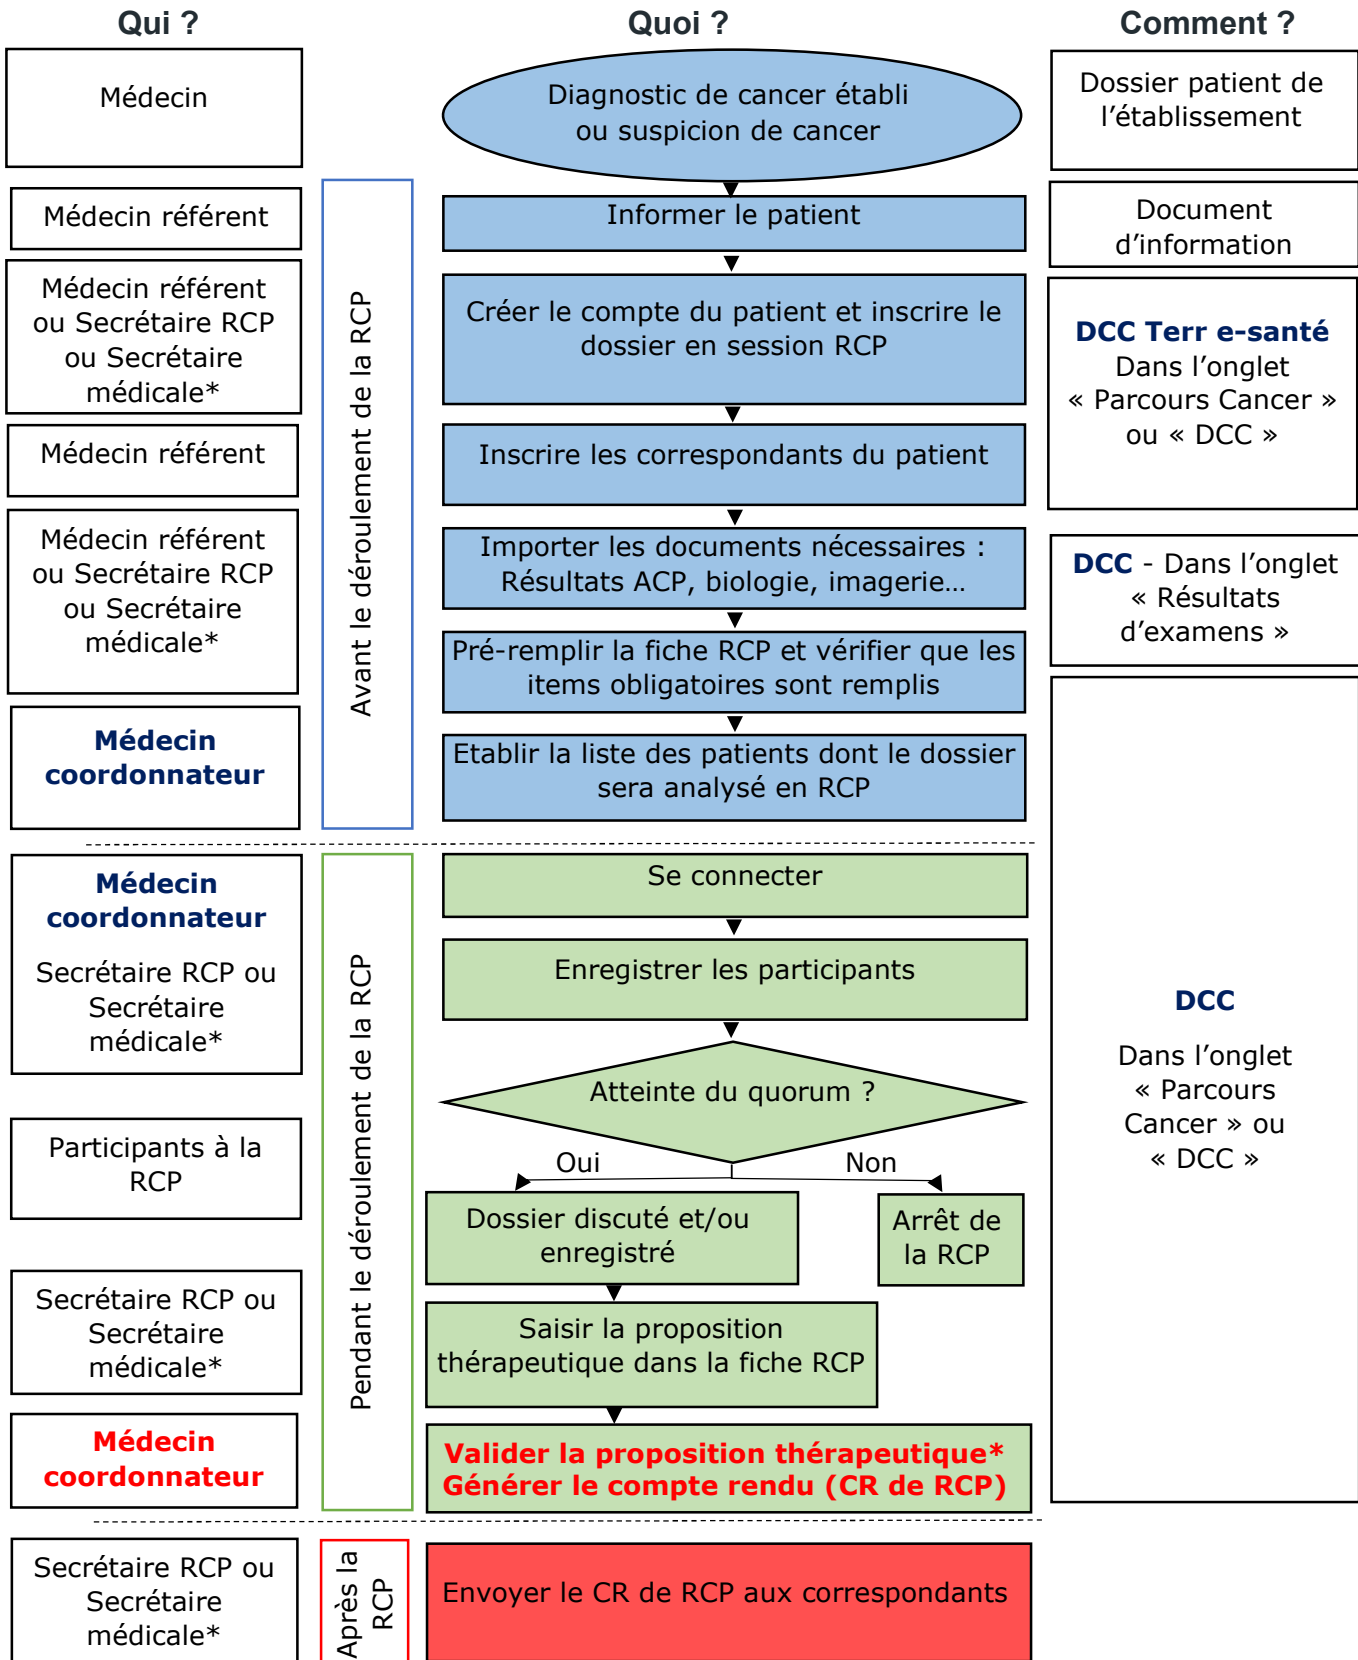 Qui ?
Quoi ?
Comment ?
Médecin
Diagnostic de cancer établi
ou suspicion de cancer
Dossier patient de
l’établissement
Médecin référent
Informer le patient
Document
d’information
Avant le déroulement de la RCP
Médecin référent
ou Secrétaire RCP
ou Secrétaire
médicale*
Créer le compte du patient et inscrire le
dossier en session RCP
DCC Terr e-santé
Dans l’onglet
« Parcours Cancer »
ou « DCC »
Médecin référent
Inscrire les correspondants du patient
Médecin référent
ou Secrétaire RCP
ou Secrétaire
médicale*
Importer les documents nécessaires :
Résultats ACP, biologie, imagerie…
DCC - Dans l’onglet
« Résultats
d’examens »
Pré-remplir la fiche RCP et vérifier que les
items obligatoires sont remplis
Médecin
coordonnateur
Etablir la liste des patients dont le dossier
sera analysé en RCP
Médecin
coordonnateur
Secrétaire RCP ou
Secrétaire
médicale*
Pendant le déroulement de la RCP
Se connecter
Enregistrer les participants
DCC
Dans l’onglet
« Parcours
Cancer » ou
« DCC »
Atteinte du quorum ?
Participants à la
RCP
Oui
Non
Dossier discuté et/ou
enregistré
Arrêt de
la RCP
Secrétaire RCP ou
Secrétaire
médicale*
Saisir la proposition
thérapeutique dans la fiche RCP
Médecin
coordonnateur
Valider la proposition thérapeutique*
Générer le compte rendu (CR de RCP)
Secrétaire RCP ou
Secrétaire
médicale*
Après la
RCP
Envoyer le CR de RCP aux correspondants